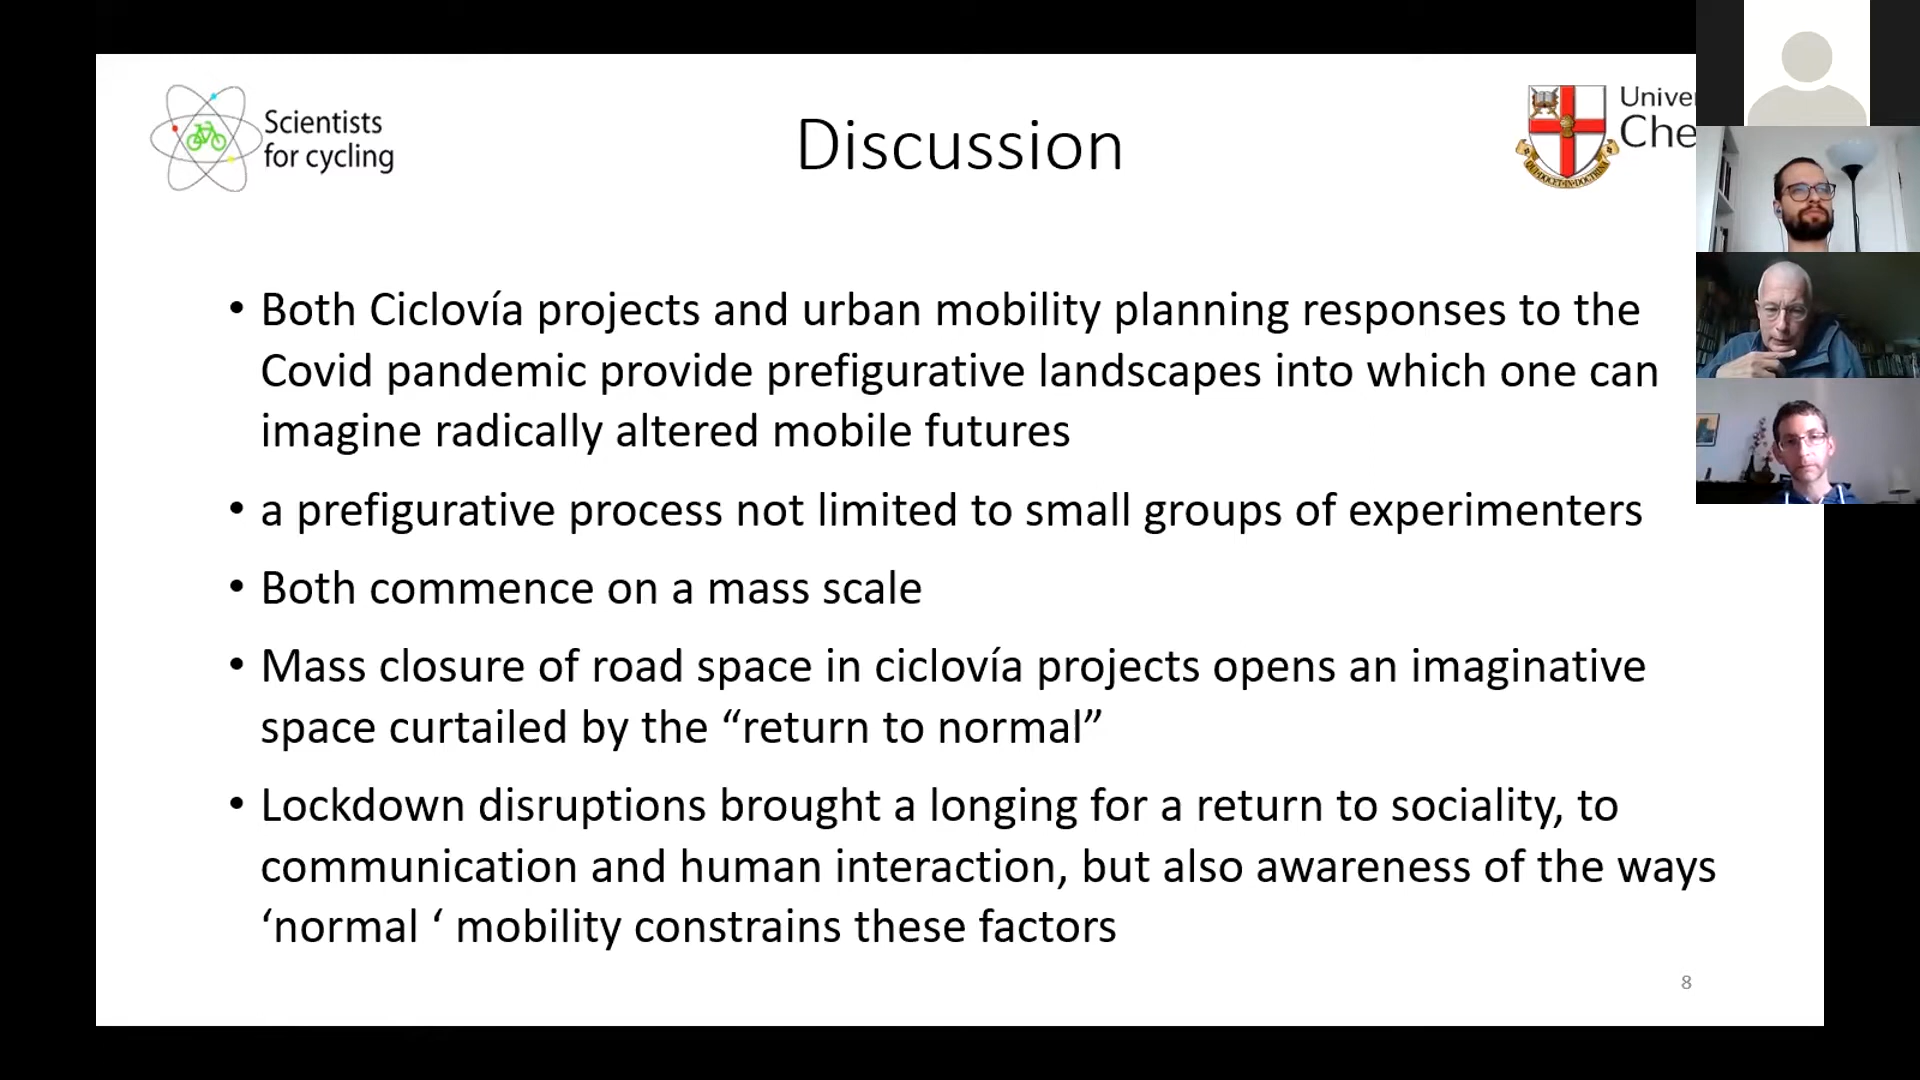 Scientists
for cycling
Discussion
Univer
Che
• Both Ciclovía projects and urban mobility planning responses to the
Covid pandemic provide prefigurative landscapes into which one can
imagine radically altered mobile futures
• a prefigurative process not limited to small groups of experimenters
• Both commence on a mass scale
• Mass closure of road space in ciclovía projects opens an imaginative
space curtailed by the “return to normal”
• Lockdown disruptions brought a longing for a return to sociality, to
communication and human interaction, but also awareness of the ways
‘normal ‘ mobility constrains these factors
8